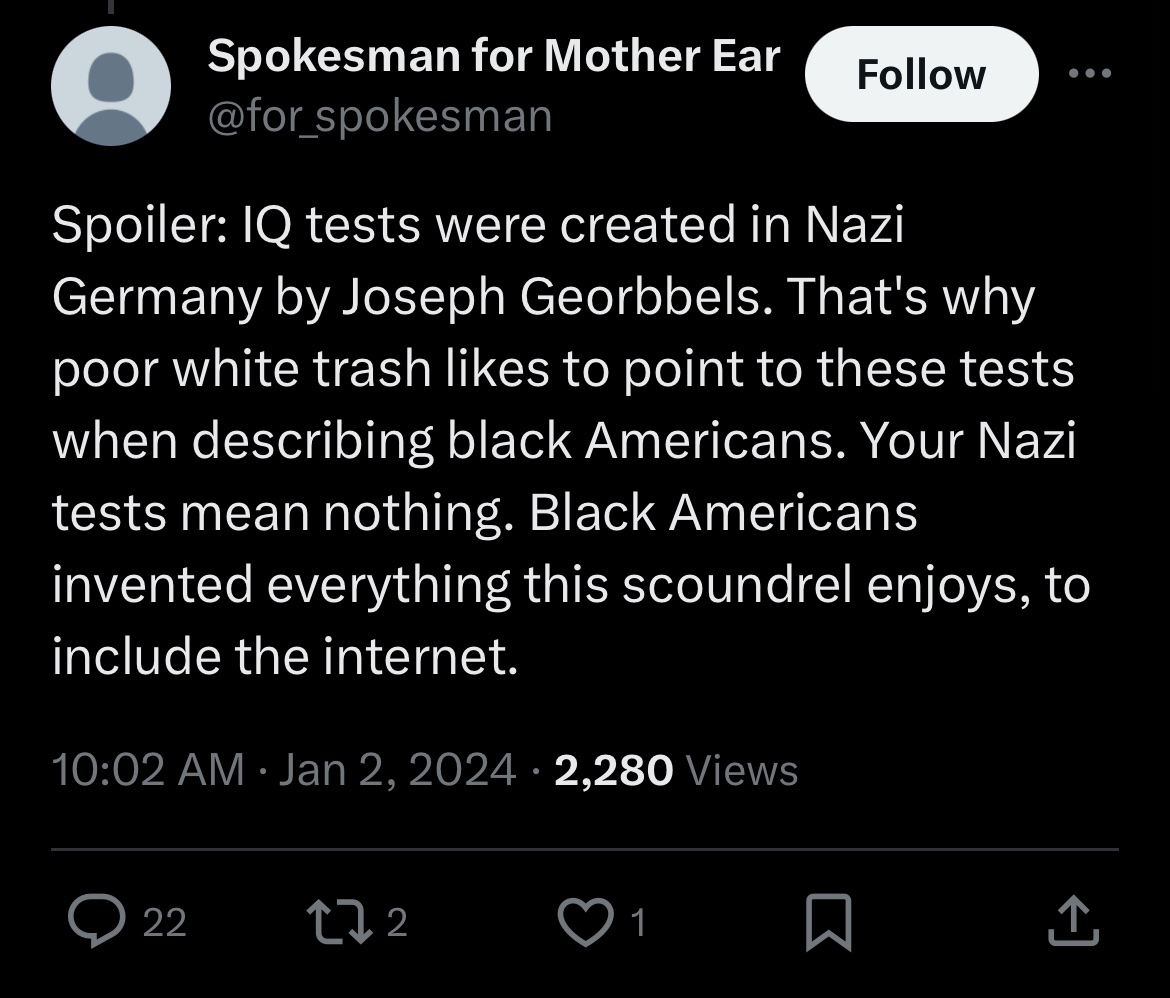 Spokesman for Mother Ear
Follow
@for_spokesman
Spoiler: IQ tests were created in Nazi
Germany by Joseph Georbbels. That's why
poor white trash likes to point to these tests
when describing black Americans. Your Nazi
tests mean nothing. Black Americans
invented everything this scoundrel enjoys, to
include the internet.
10:02 AM · Jan 2, 2024 · 2,280 Views
22 2 1